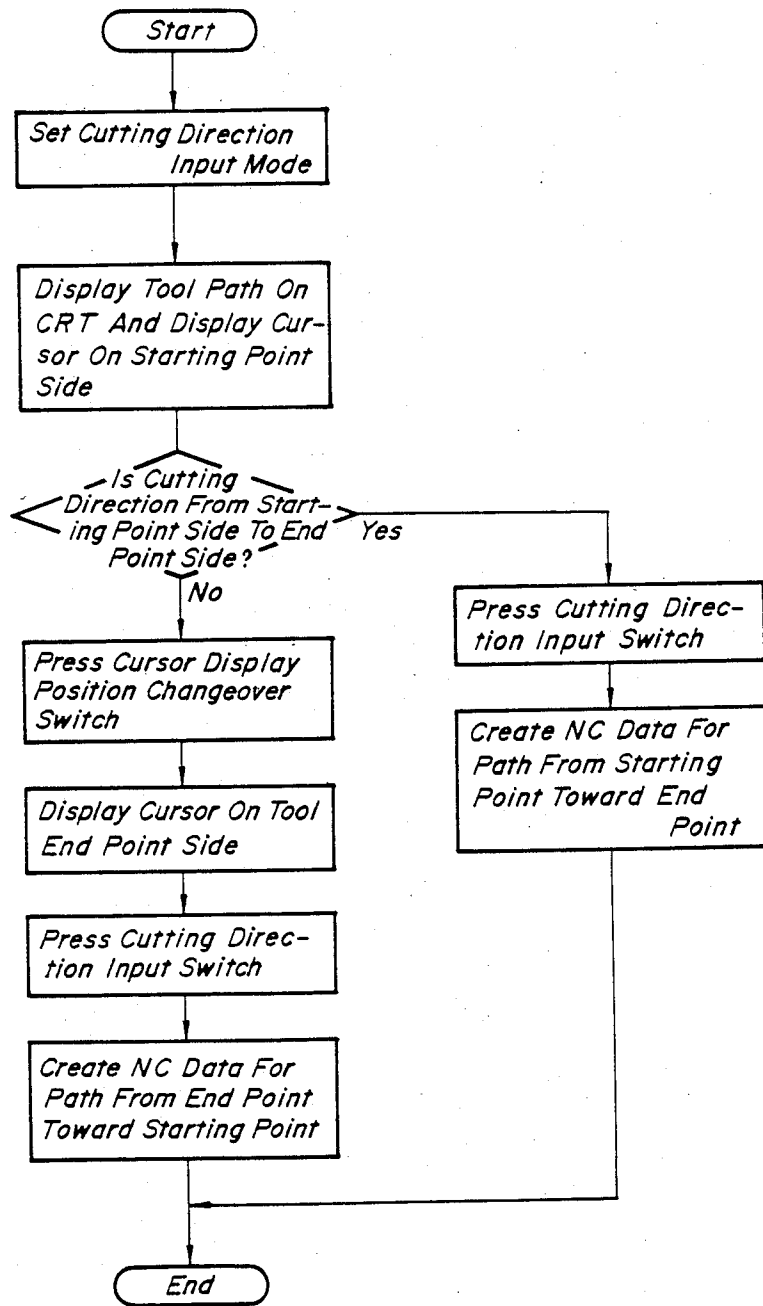 Start
Set Cutting Direction
Input Mode
Display Tool Path On
CRT And Display Cur-
sor On Starting Point
Side
Is Cutting
Direction From Start-
ing Point Side To End
Point Side?
Yes
No
Press Cursor Display
Position Changeover
Switch
Display Cursor On Tool
End Point Side
Press Cutting Direc-
tion Input Switch
Create NC Data For
Path From End Point
Toward Starting Point
Press Cutting Direc-
tion Input Switch
Create NC Data For
Path From Starting
Point Toward End
Point
End